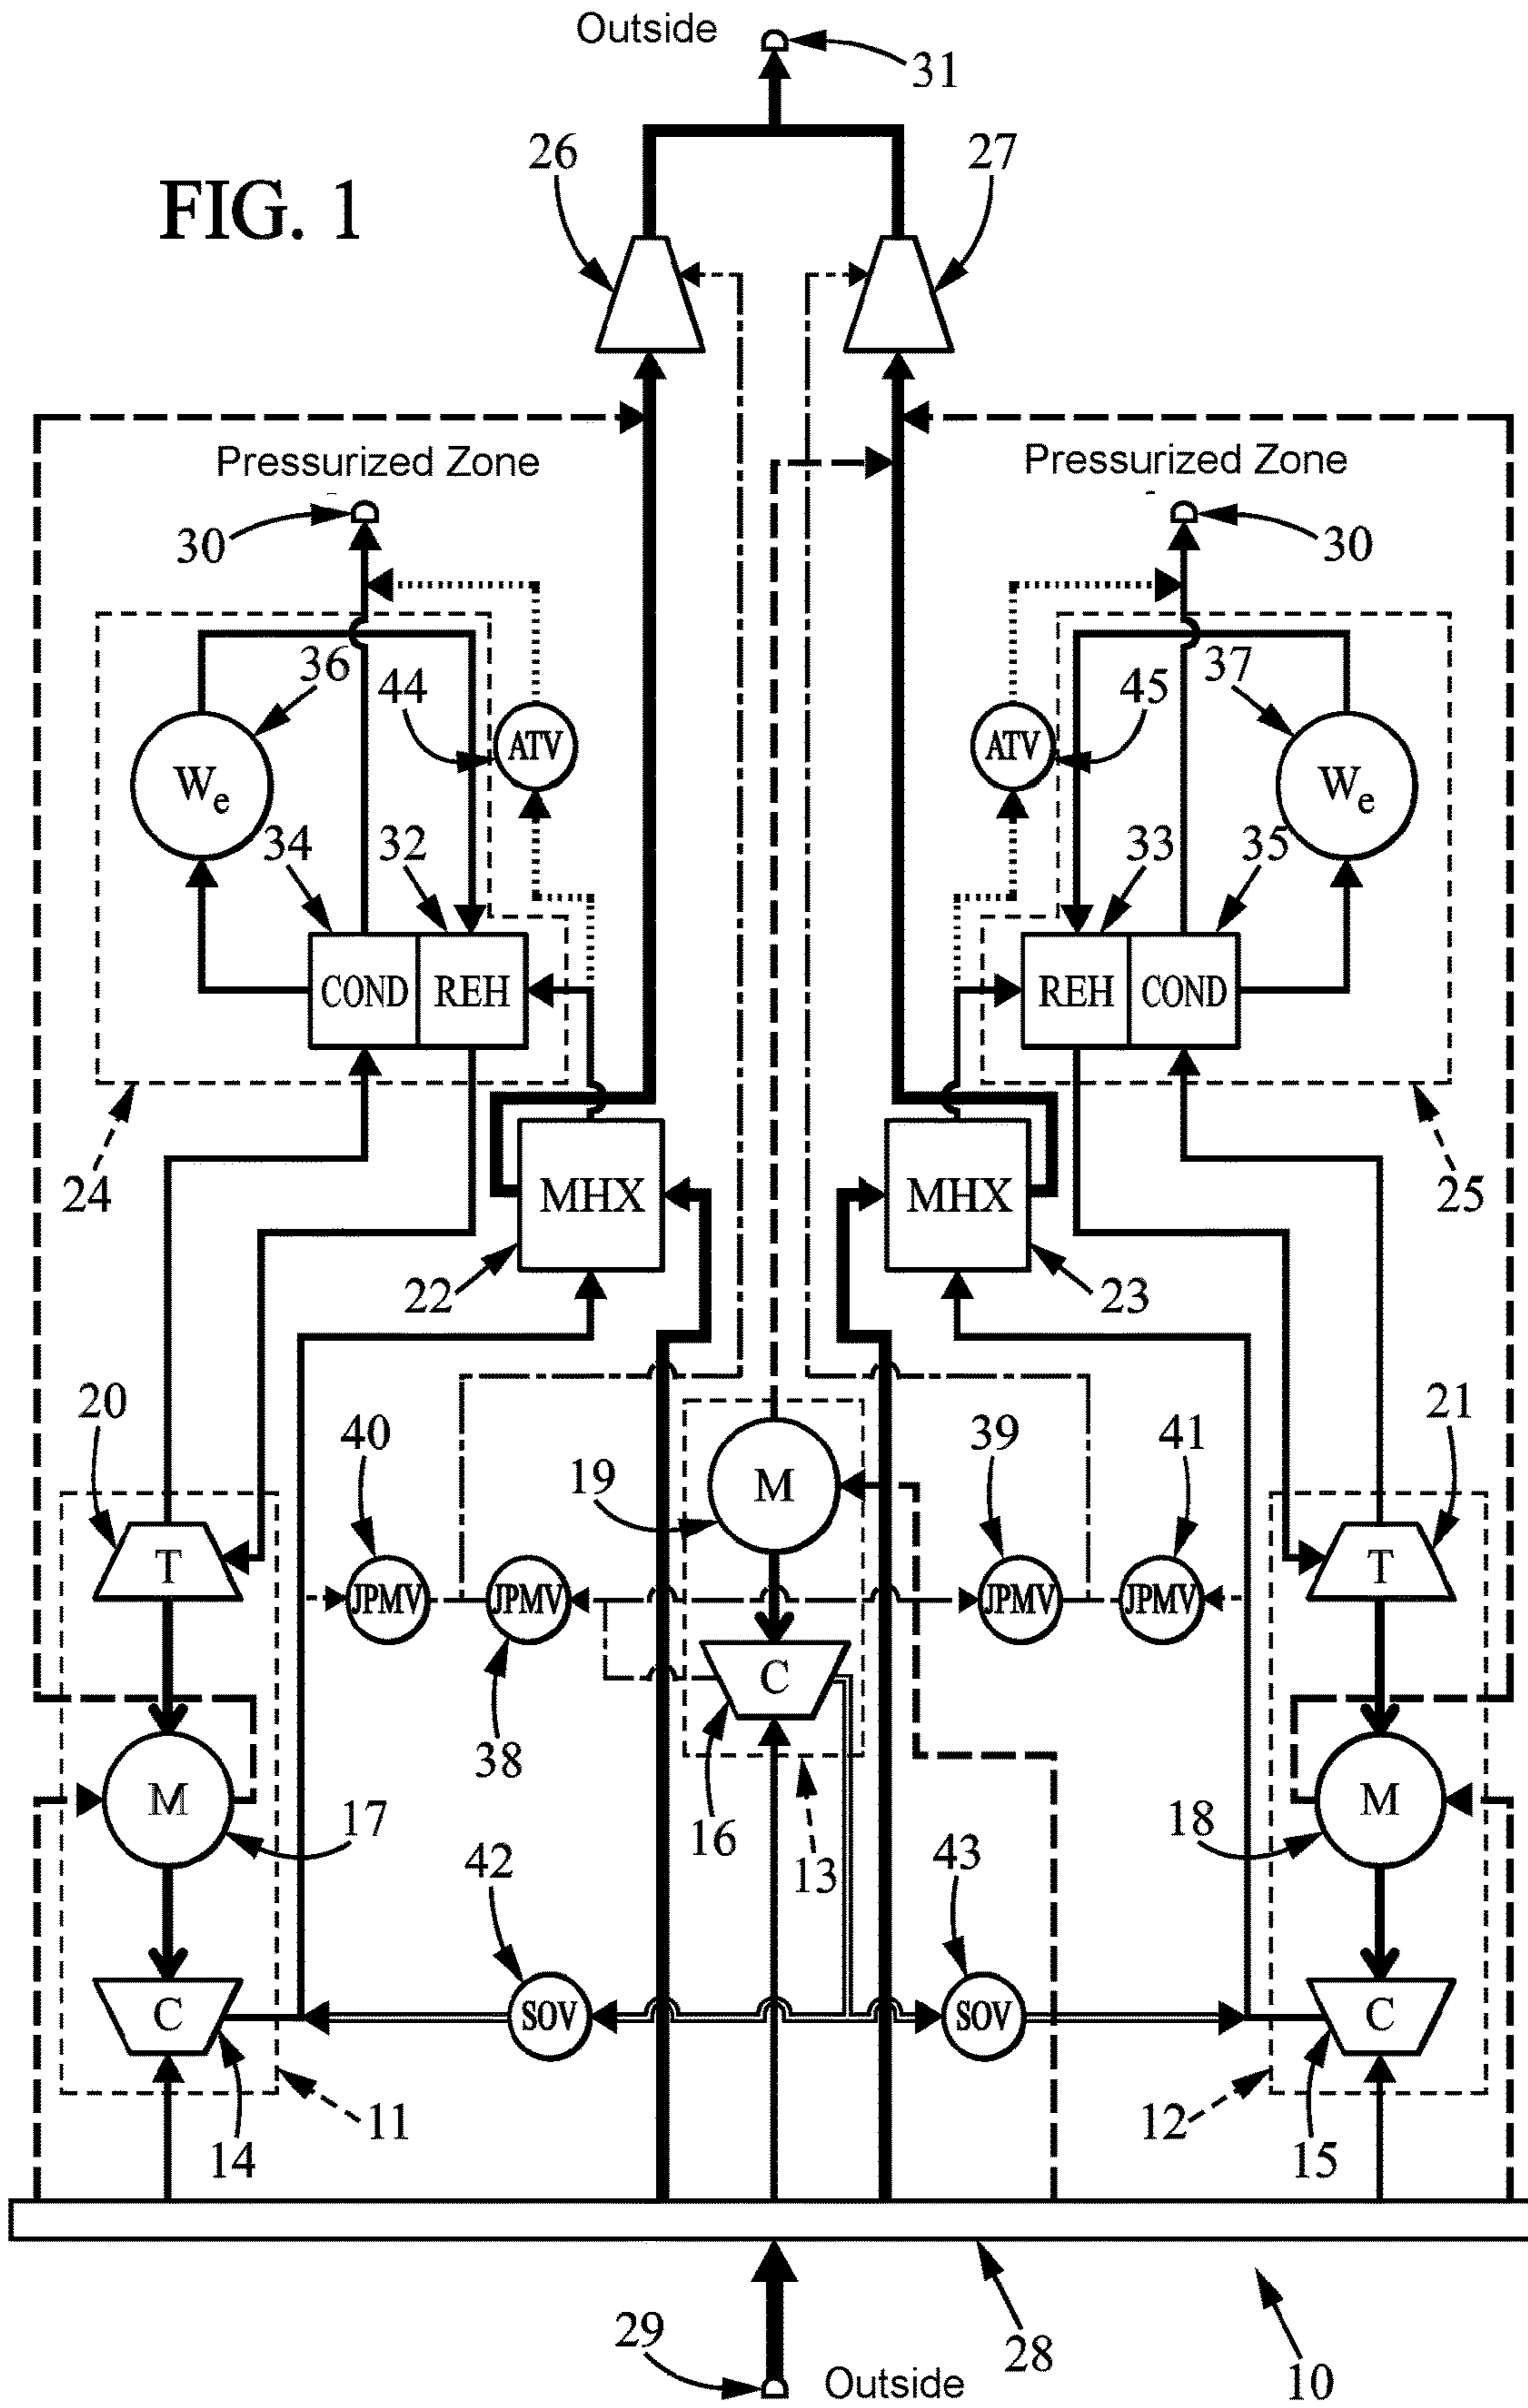 Outside
31
26
27
FIG. 1
Pressurized Zone
Pressurized Zone
30
30
36
44
45
37
ATV
ATV
We
We
34
32
33
35
COND
REH
REH
COND
24
MHX
MHX
25
22
23
20
40
39
41
21
19
M
T
JPMV
JPMV
JPMV
JPMV
T
C
38
M
17
16
13
18
M
42
43
C
SOV
SOV
C
11
12
14
15
29
Outside
28
10